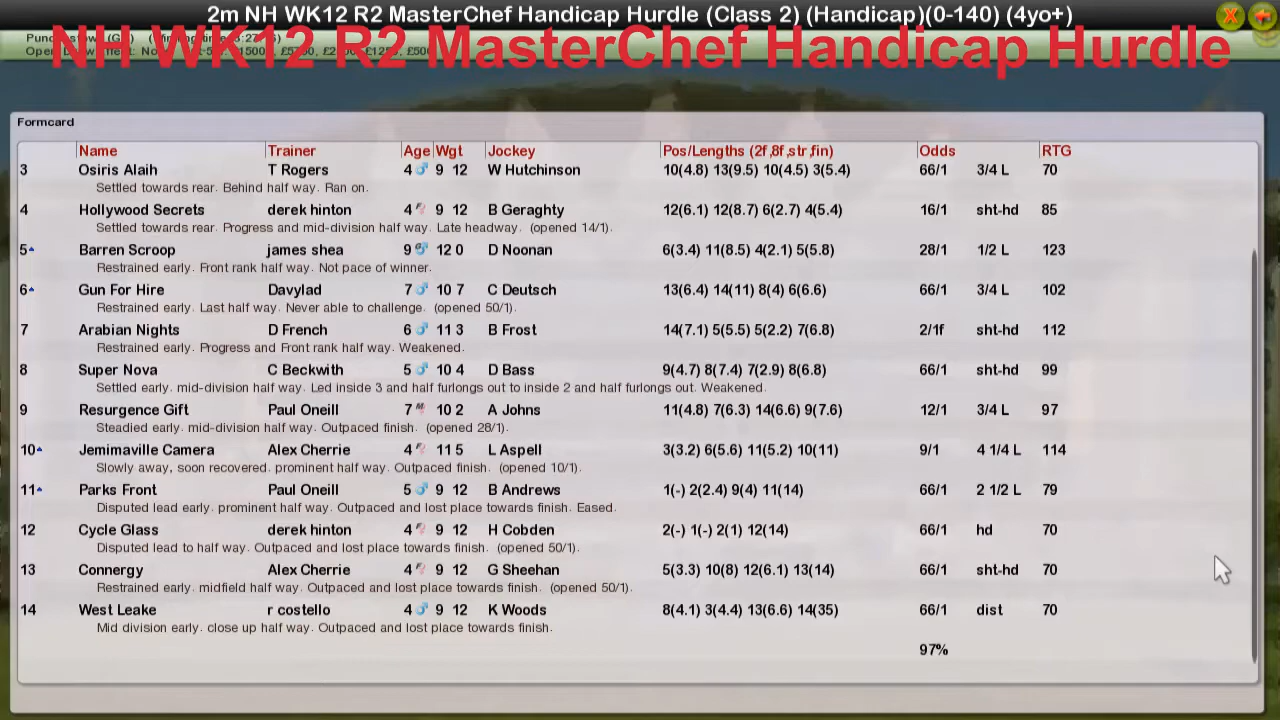 2m NH WK12 R2 MasterChef Handicap Hurdle (Class 2) (Handicap)(0-140) (4yo+)
NH WK12 R2 MasterChef Handicap Hurdle
Formcard
Name Trainer Age Wgt Jockey Pos/Lengths (2f,8f,str,fin) Odds RTG
3 Osiris Alaih T Rogers 4 9 12 W Hutchinson 10(4.8) 13(9.5) 10(4.5) 3(5.4) 66/1 3/4 L 70
Settled towards rear. Behind half way. Ran on.
4 Hollywood Secrets derek hinton 4 9 12 B Geraghty 12(6.1) 12(8.7) 6(2.7) 4(5.4) 16/1 sht-hd 85
Settled towards rear. Progress and mid-division half way. Late headway. (opened 14/1).
5 Barren Scroop james shea 9 12 0 D Noonan 6(3.4) 11(8.5) 4(2.1) 5(5.8) 28/1 1/2 L 123
Restrained early. Front rank half way. Not pace of winner.
6 Gun For Hire Davylad 7 10 7 C Deutsch 13(6.4) 14(11) 8(4) 6(6.6) 66/1 3/4 L 102
Restrained early. Last half way. Never able to challenge. (opened 50/1).
7 Arabian Nights D French 6 11 3 B Frost 14(7.1) 5(5.5) 5(2.2) 7(6.8) 2/1f sht-hd 112
Restrained early. Progress and Front rank half way. Weakened.
8 Super Nova C Beckwith 5 10 4 D Bass 9(4.7) 8(7.4) 7(2.9) 8(6.8) 66/1 sht-hd 99
Settled early. mid-division half way. Led inside 3 and half furlongs out to inside 2 and half furlongs out. Weakened.
9 Resurgence Gift Paul Oneill 7 10 2 A Johns 11(4.8) 7(6.3) 14(6.6) 9(7.6) 12/1 3/4 L 97
Steadied early. mid-division half way. Outpaced finish. (opened 28/1).
10 Jemimaville Camera Alex Cherrie 4 11 5 L Aspell 3(3.2) 6(5.6) 11(5.2) 10(11) 9/1 4 1/4 L 114
Slowly away, soon recovered. prominent half way. Outpaced finish. (opened 10/1).
11 Parks Front Paul Oneill 5 9 12 B Andrews 1(-) 2(2.4) 9(4) 11(14) 66/1 2 1/2 L 79
Disputed lead early. prominent half way. Outpaced and lost place towards finish. Eased.
12 Cycle Glass derek hinton 4 9 12 H Cobden 2(-) 1(-) 2(1) 12(14) 66/1 hd 70
Disputed lead to half way. Outpaced and lost place towards finish. (opened 50/1).
13 Connergy Alex Cherrie 4 9 12 G Sheehan 5(3.3) 10(8) 12(6.1) 13(14) 66/1 sht-hd 70
Restrained early. midfield half way. Outpaced and lost place towards finish. (opened 50/1).
14 West Leake r costello 4 9 12 K Woods 8(4.1) 3(4.4) 13(6.6) 14(35) 66/1 dist 70
Mid division early. close up half way. Outpaced and lost place towards finish.
97%